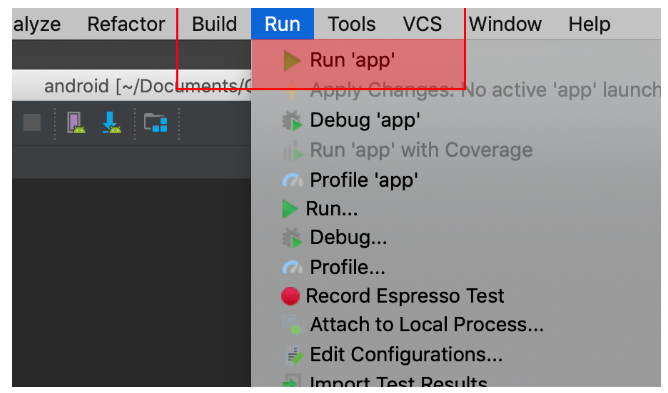 alyze Refactor Build Run Tools VCS Window Help
Run 'app'
android [~/Documents/
Apply Changes: No active 'app' launch
Debug 'app'
Run 'app' with Coverage
Profile 'app'
Run...
Debug...
Profile...
Record Espresso Test
Attach to Local Process...
Edit Configurations...
Import Test Results